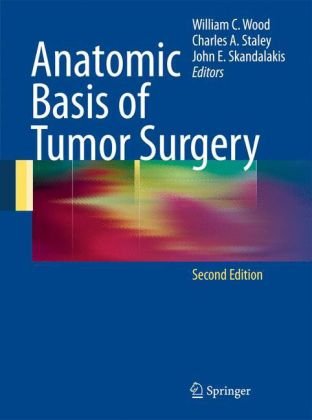 William C. Wood
Charles A. Staley
John E. Skandalakis
Editors
Anatomic
Basis of
Tumor Surgery
Second Edition
Springer